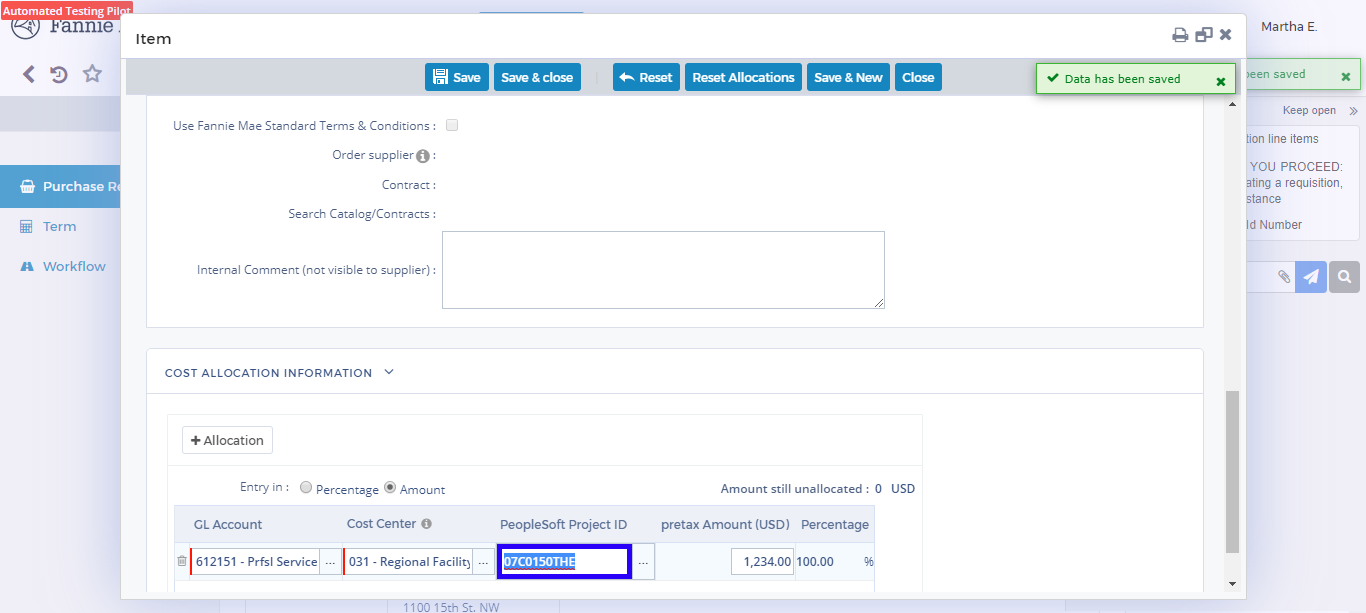 Automated Testing Pilot
Fannie
Item
Martha E.
Save
Save & close
Reset
Reset Allocations
Save & New
Close
Data has been saved
been saved
Keep open
Use Fannie Mae Standard Terms & Conditions :
Order supplier :
Contract :
Search Catalog/Contracts :
Internal Comment (not visible to supplier) :
tion line items
YOU PROCEED:
ating a requisition,
stance
ld Number
Purchase Re
Term
Workflow
COST ALLOCATION INFORMATION
+ Allocation
Entry in : Percentage Amount
Amount still unallocated : 0 USD
GL Account Cost Center PeopleSoft Project ID pretax Amount (USD) Percentage
612151 - Prfsl Service ... 031 - Regional Facility ... 07C0150THE ... 1,234.00 100.00 %
1100 15th St. NW